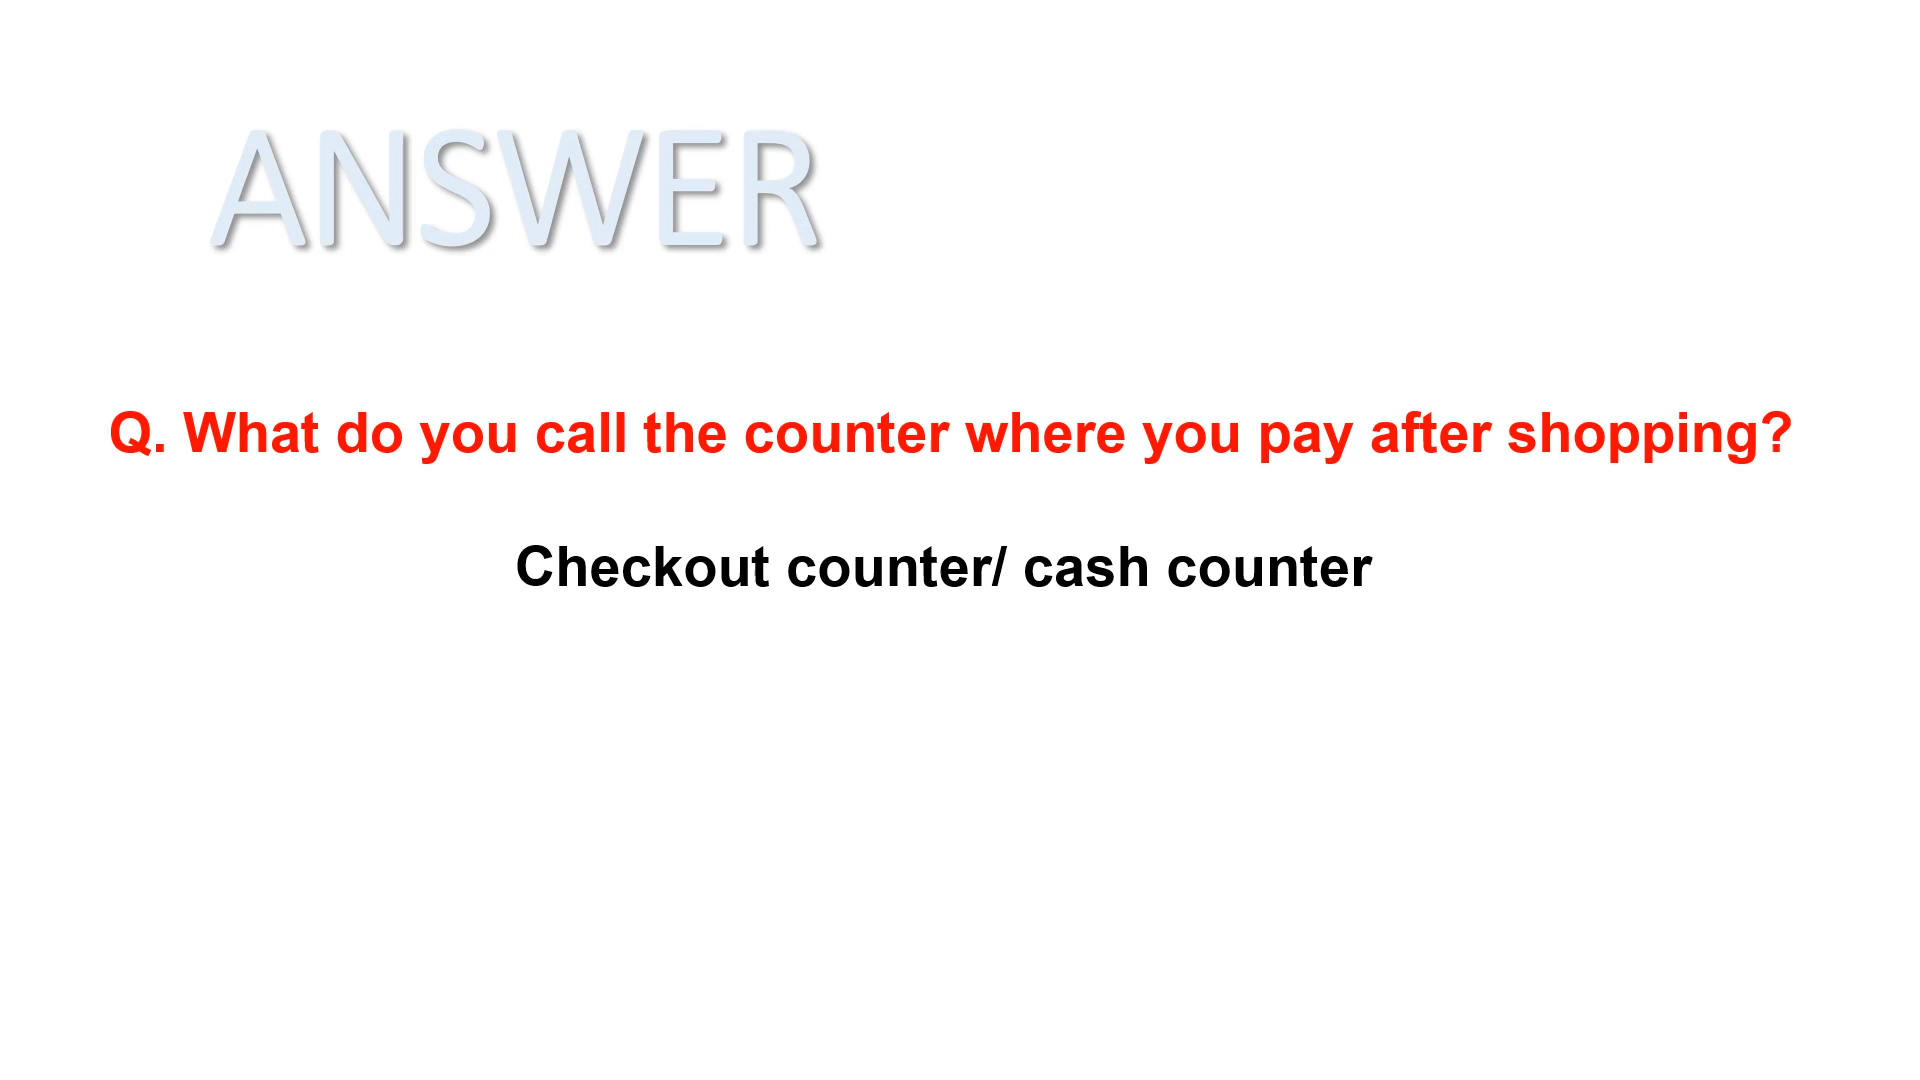 ANSWER
Q. What do you call the counter where you pay after shopping?
Checkout counter/ cash counter